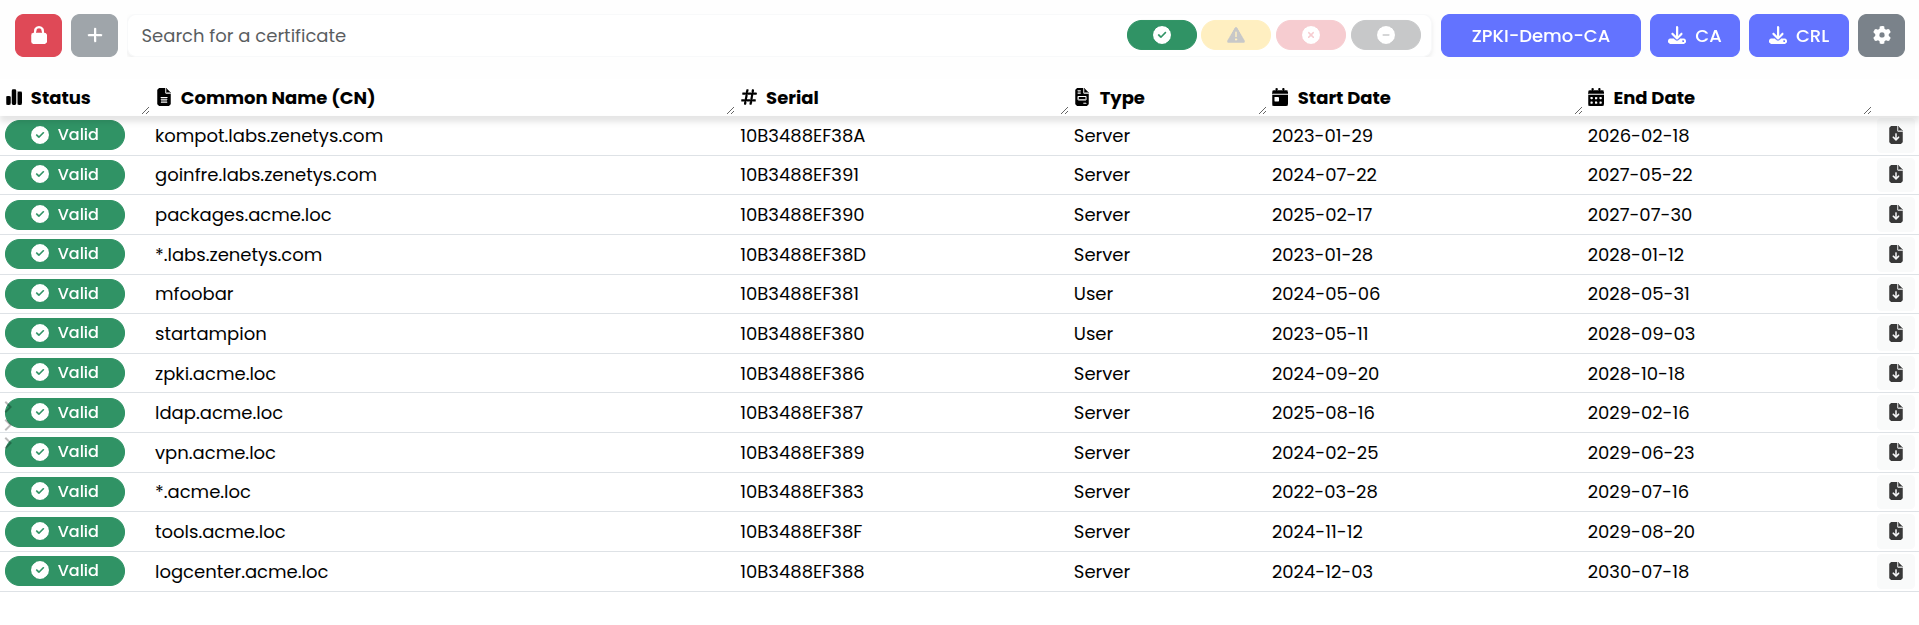 Search for a certificate ZPKI-Demo-CA CA CRL
Status Common Name (CN) Serial Type Start Date End Date
Valid kompot.labs.zenetys.com 10B3488EF38A Server 2023-01-29 2026-02-18
Valid goinfre.labs.zenetys.com 10B3488EF391 Server 2024-07-22 2027-05-22
Valid packages.acme.loc 10B3488EF390 Server 2025-02-17 2027-07-30
Valid *.labs.zenetys.com 10B3488EF38D Server 2023-01-28 2028-01-12
Valid mfoobar 10B3488EF381 User 2024-05-06 2028-05-31
Valid startampion 10B3488EF380 User 2023-05-11 2028-09-03
Valid zpki.acme.loc 10B3488EF386 Server 2024-09-20 2028-10-18
Valid ldap.acme.loc 10B3488EF387 Server 2025-08-16 2029-02-16
Valid vpn.acme.loc 10B3488EF389 Server 2024-02-25 2029-06-23
Valid *.acme.loc 10B3488EF383 Server 2022-03-28 2029-07-16
Valid tools.acme.loc 10B3488EF38F Server 2024-11-12 2029-08-20
Valid logcenter.acme.loc 10B3488EF388 Server 2024-12-03 2030-07-18